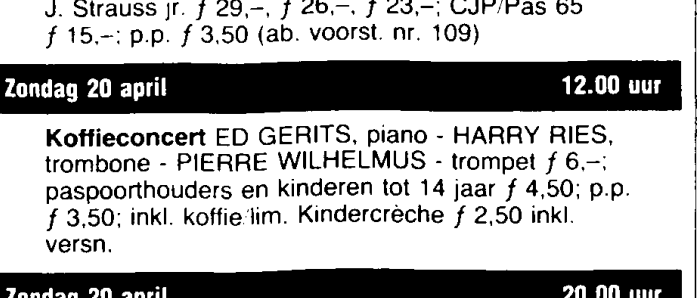 J. Strauss jr. ƒ 29,–, ƒ 26,–, ƒ 23,–; CJP/Pas 65
ƒ 15,–; p.p. ƒ 3,50 (ab. voorst. nr. 109)
Zondag 20 april 12.00 uur
Koffieconcert ED GERITS, piano - HARRY RIES,
trombone - PIERRE WILHELMUS - trompet ƒ 6,–;
paspoorthouders en kinderen tot 14 jaar ƒ 4,50; p.p.
ƒ 3,50; inkl. koffie/lim. Kindercrèche ƒ 2,50 inkl.
versn.
Zondag 20 april 20.00 uur